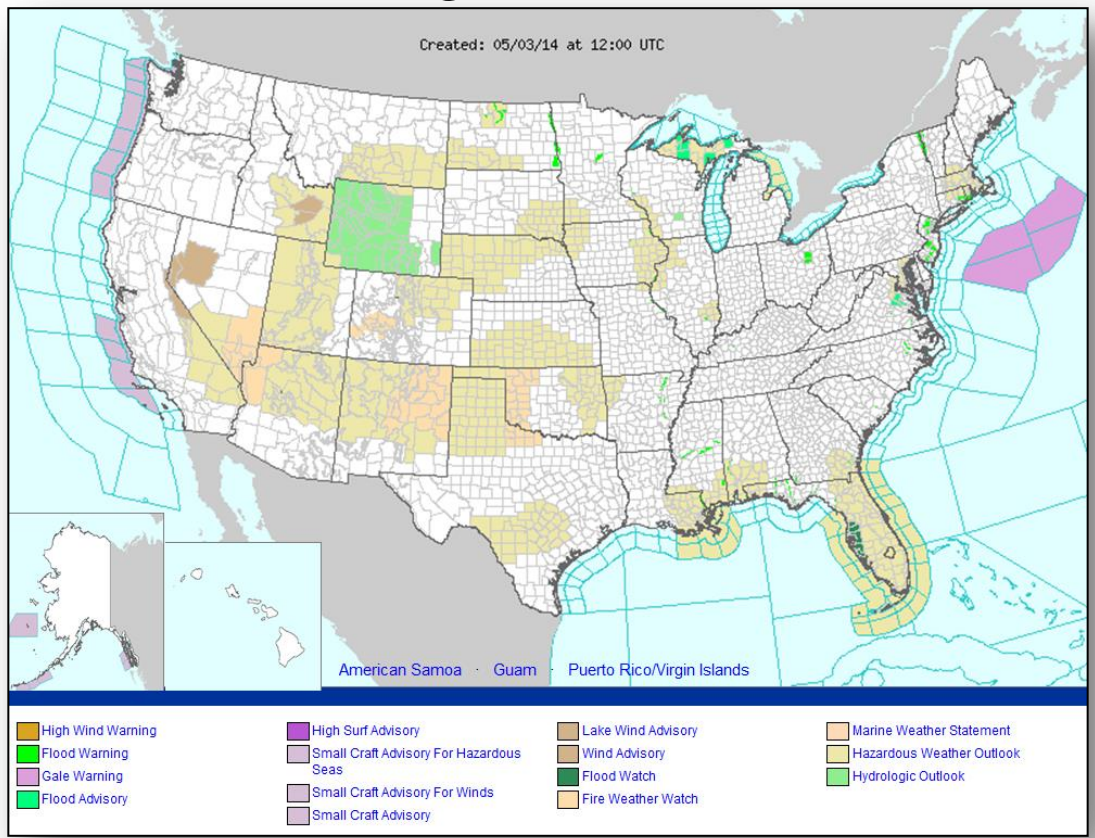 Created: 05/03/14 at 12:00 UTC
American Samoa · Guam · Puerto Rico/Virgin Islands
High Wind Warning
Flood Warning
Gale Warning
Flood Advisory
High Surf Advisory
Small Craft Advisory For Hazardous
Seas
Small Craft Advisory For Winds
Small Craft Advisory
Lake Wind Advisory
Wind Advisory
Flood Watch
Fire Weather Watch
Marine Weather Statement
Hazardous Weather Outlook
Hydrologic Outlook